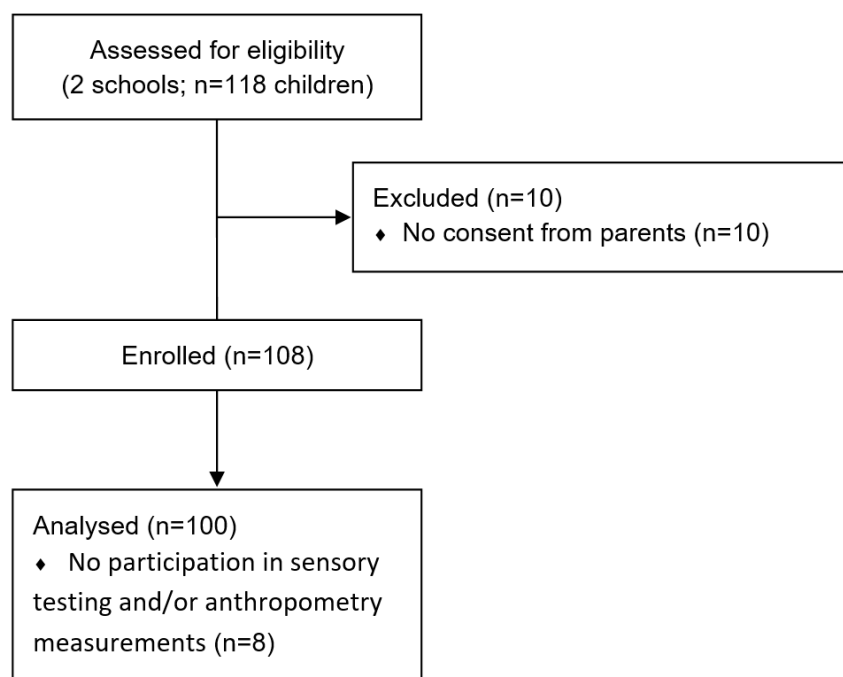 Assessed for eligibility
(2 schools; n=118 children)
Excluded (n=10)
♦ No consent from parents (n=10)
Enrolled (n=108)
Analysed (n=100)
♦ No participation in sensory
testing and/or anthropometry
measurements (n=8)